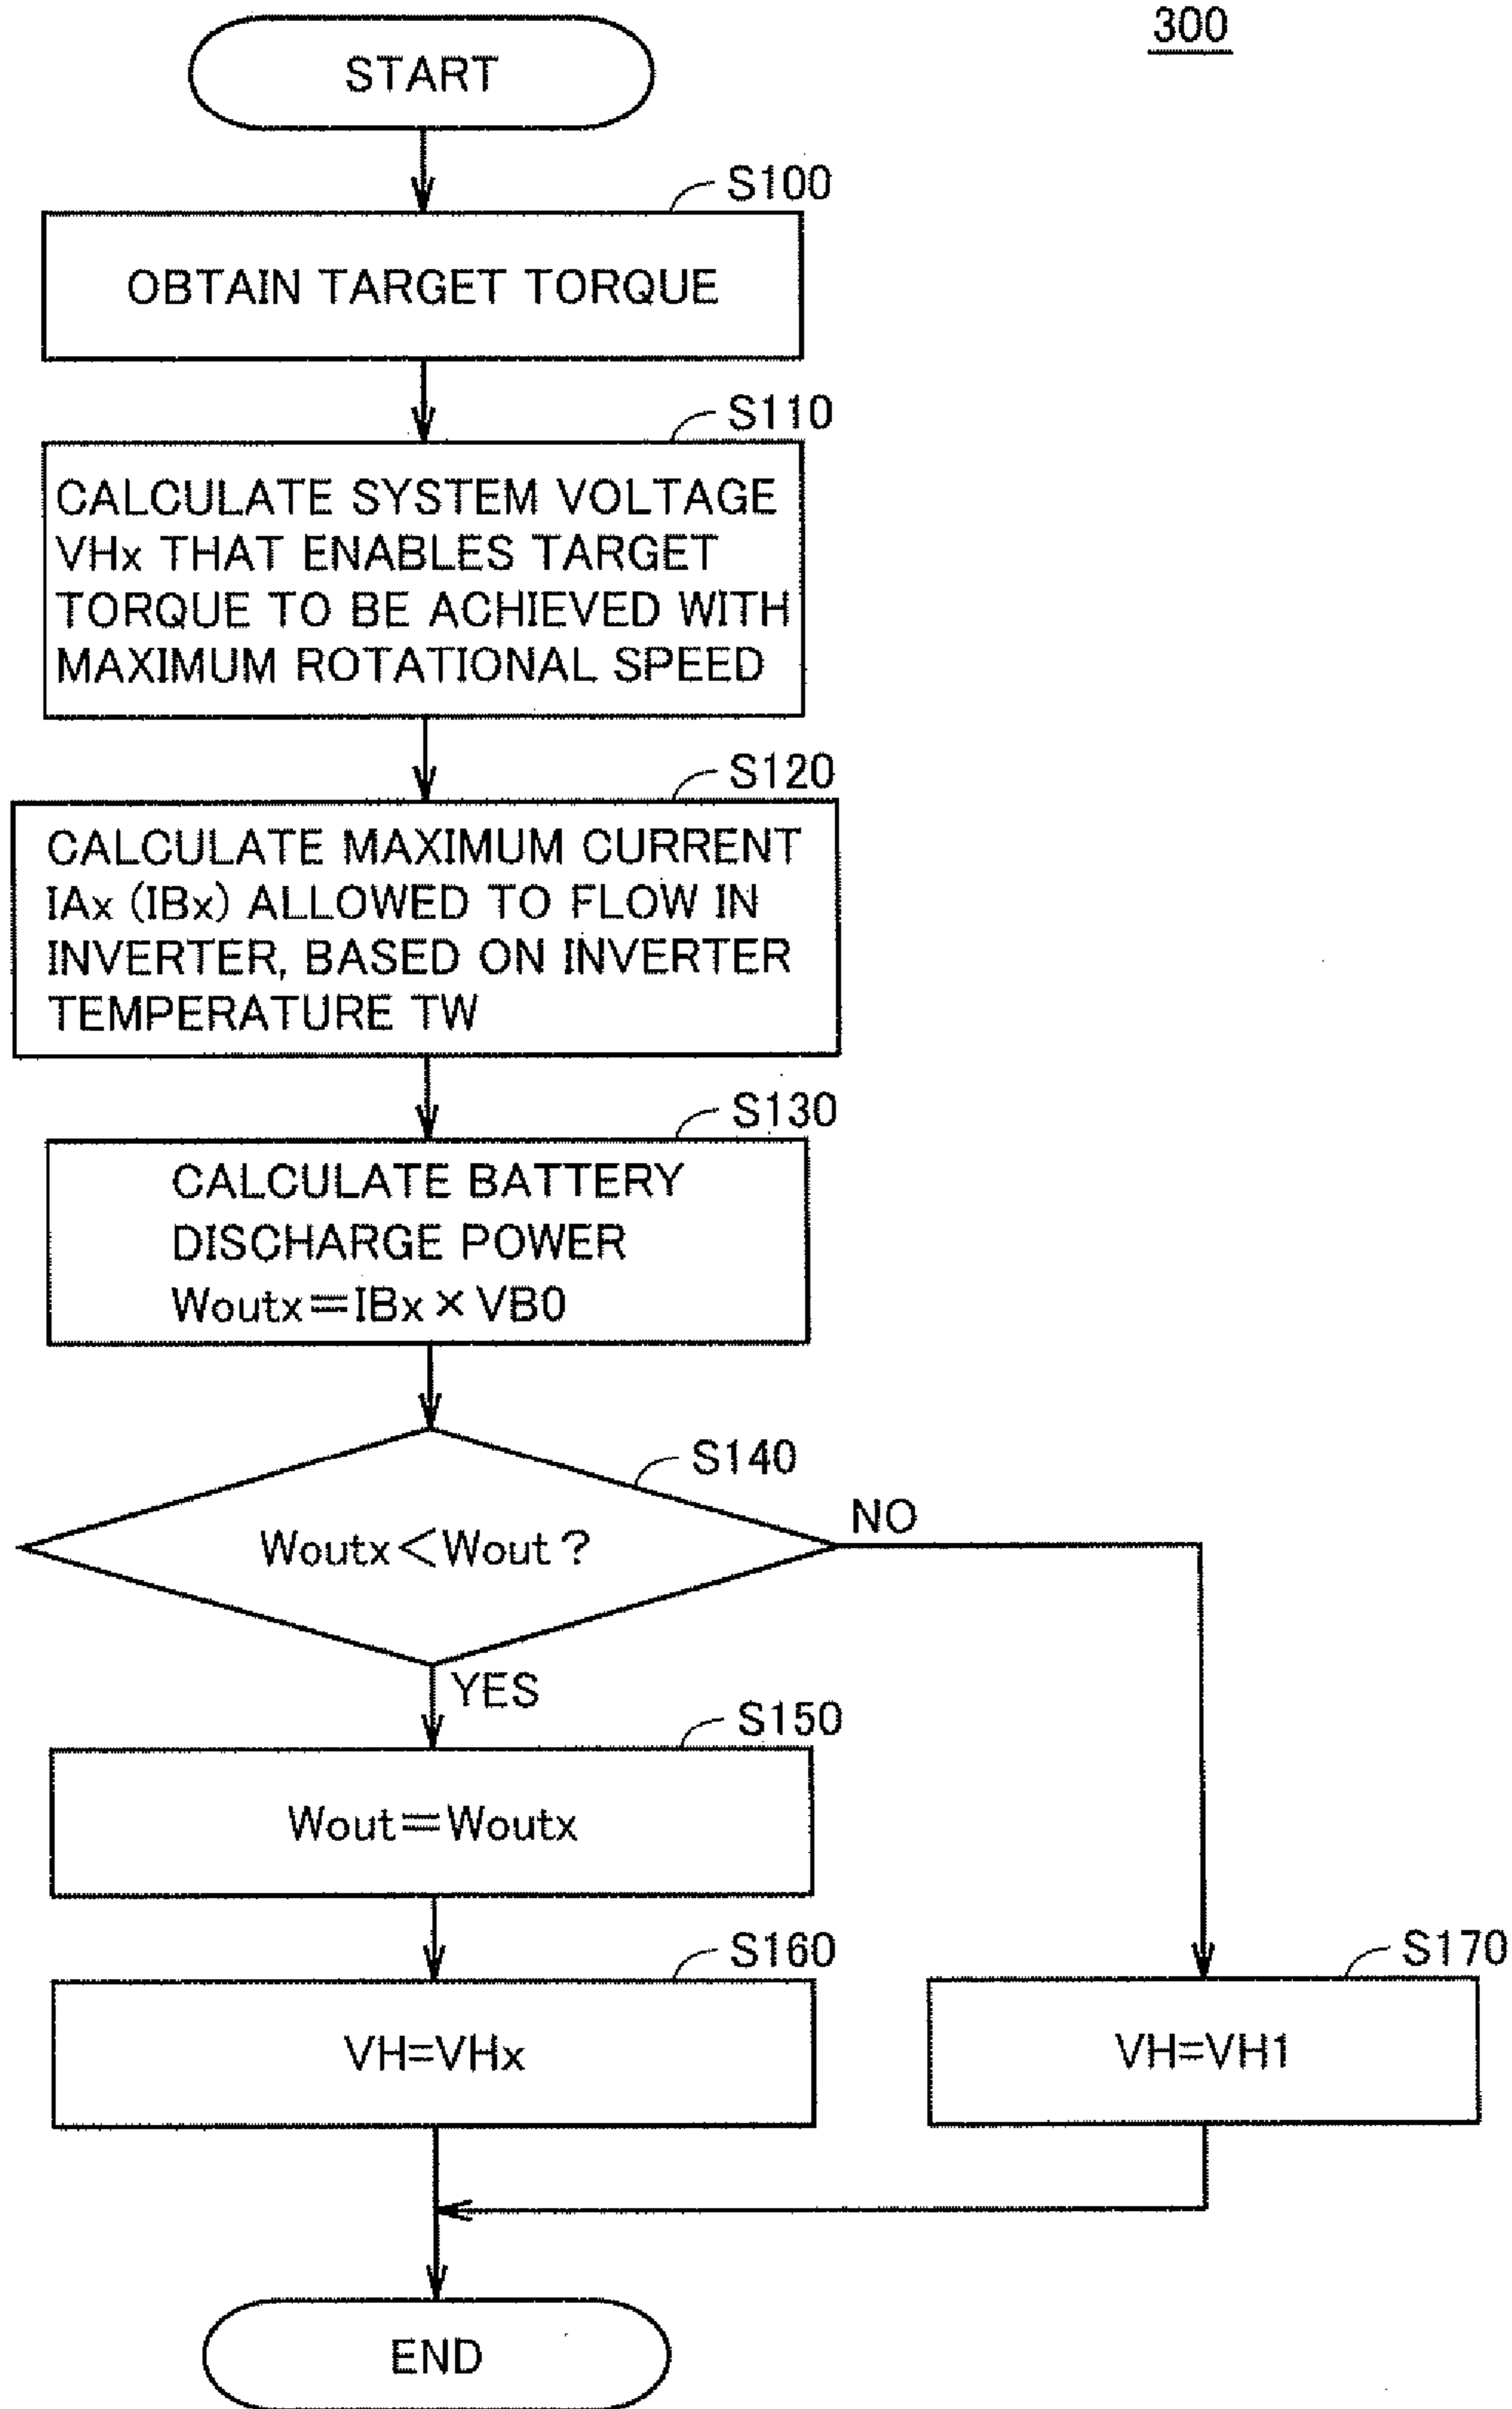 300
START
S100
OBTAIN TARGET TORQUE
S110
CALCULATE SYSTEM VOLTAGE
VHx THAT ENABLES TARGET
TORQUE TO BE ACHIEVED WITH
MAXIMUM ROTATIONAL SPEED
S120
CALCULATE MAXIMUM CURRENT
IAx (IBx) ALLOWED TO FLOW IN
INVERTER, BASED ON INVERTER
TEMPERATURE TW
S130
CALCULATE BATTERY
DISCHARGE POWER
Woutx=IBx × VB0
S140
Woutx<Wout?
NO
YES
S150
Wout=Woutx
S160
VH=VHx
S170
VH=VH1
END